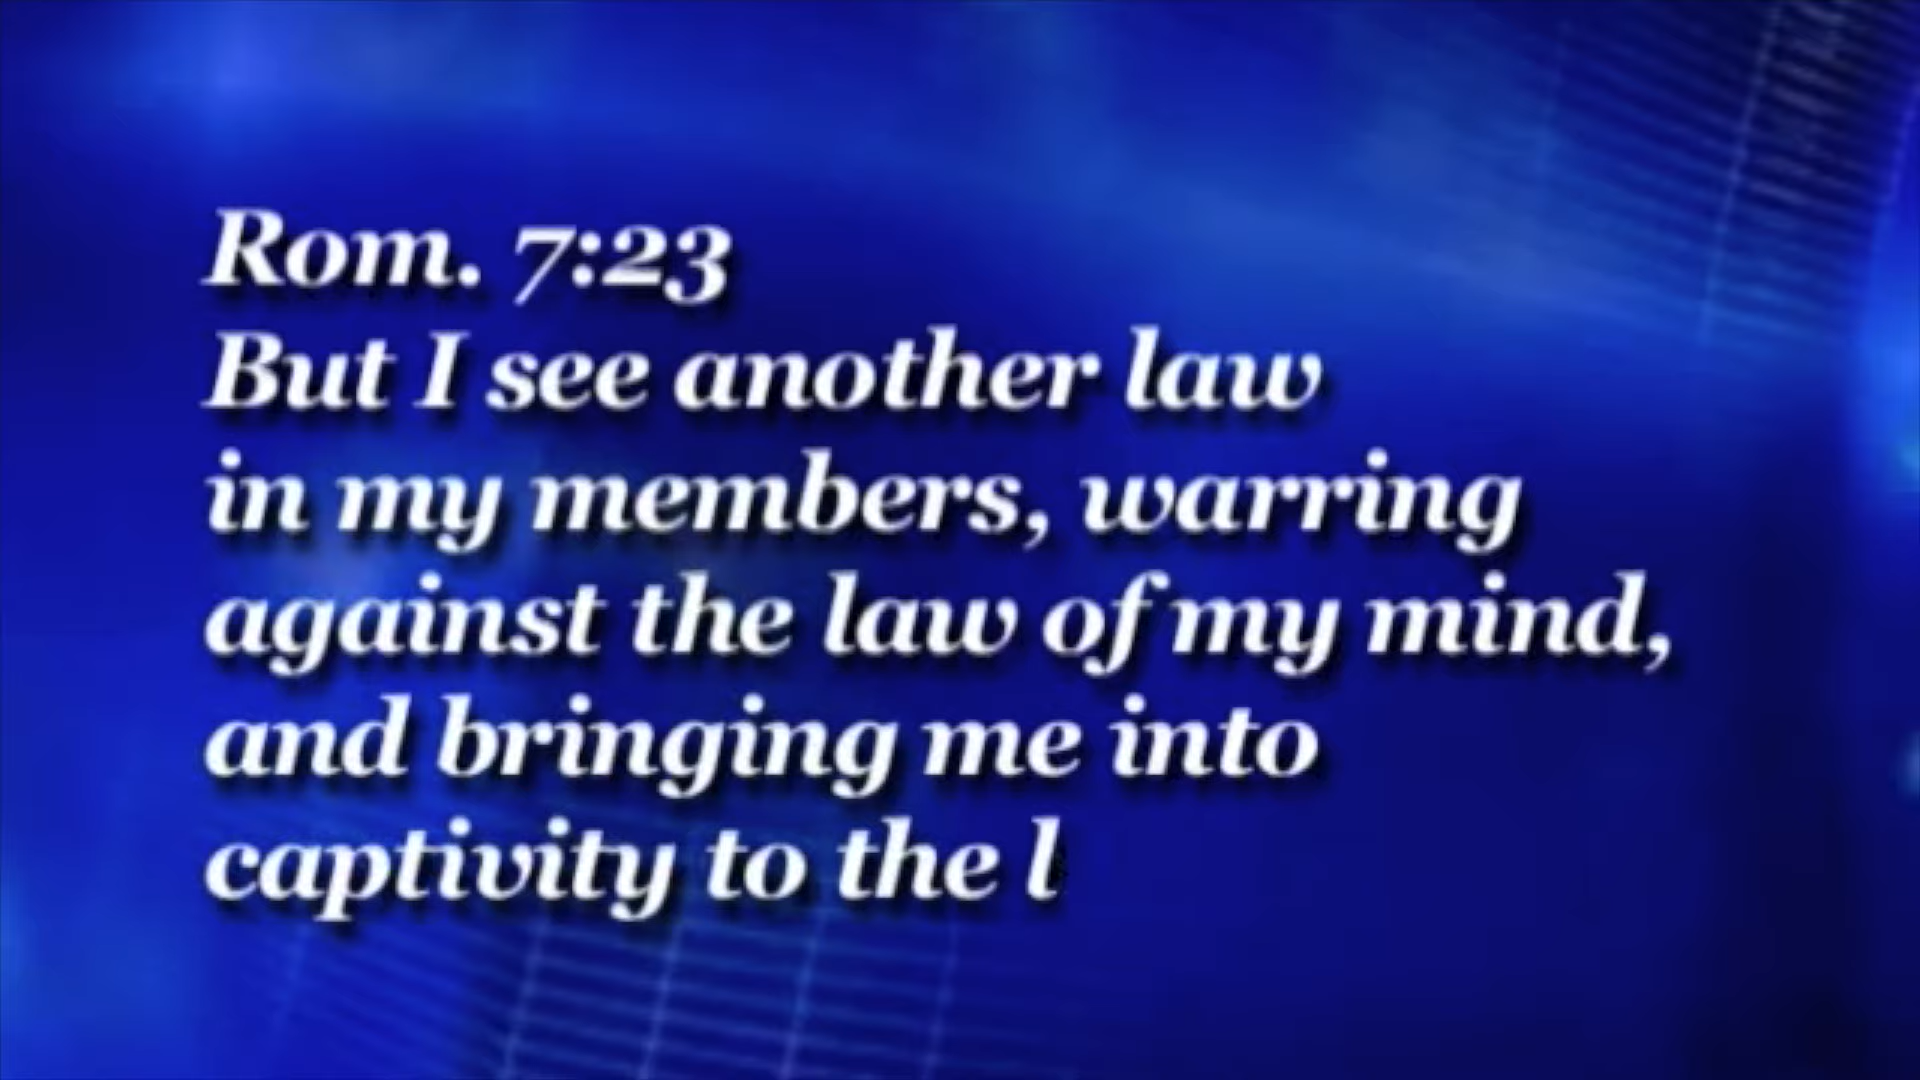 Rom. 7:23
But I see another law
in my members, warring
against the law of my mind,
and bringing me into
captivity to the l